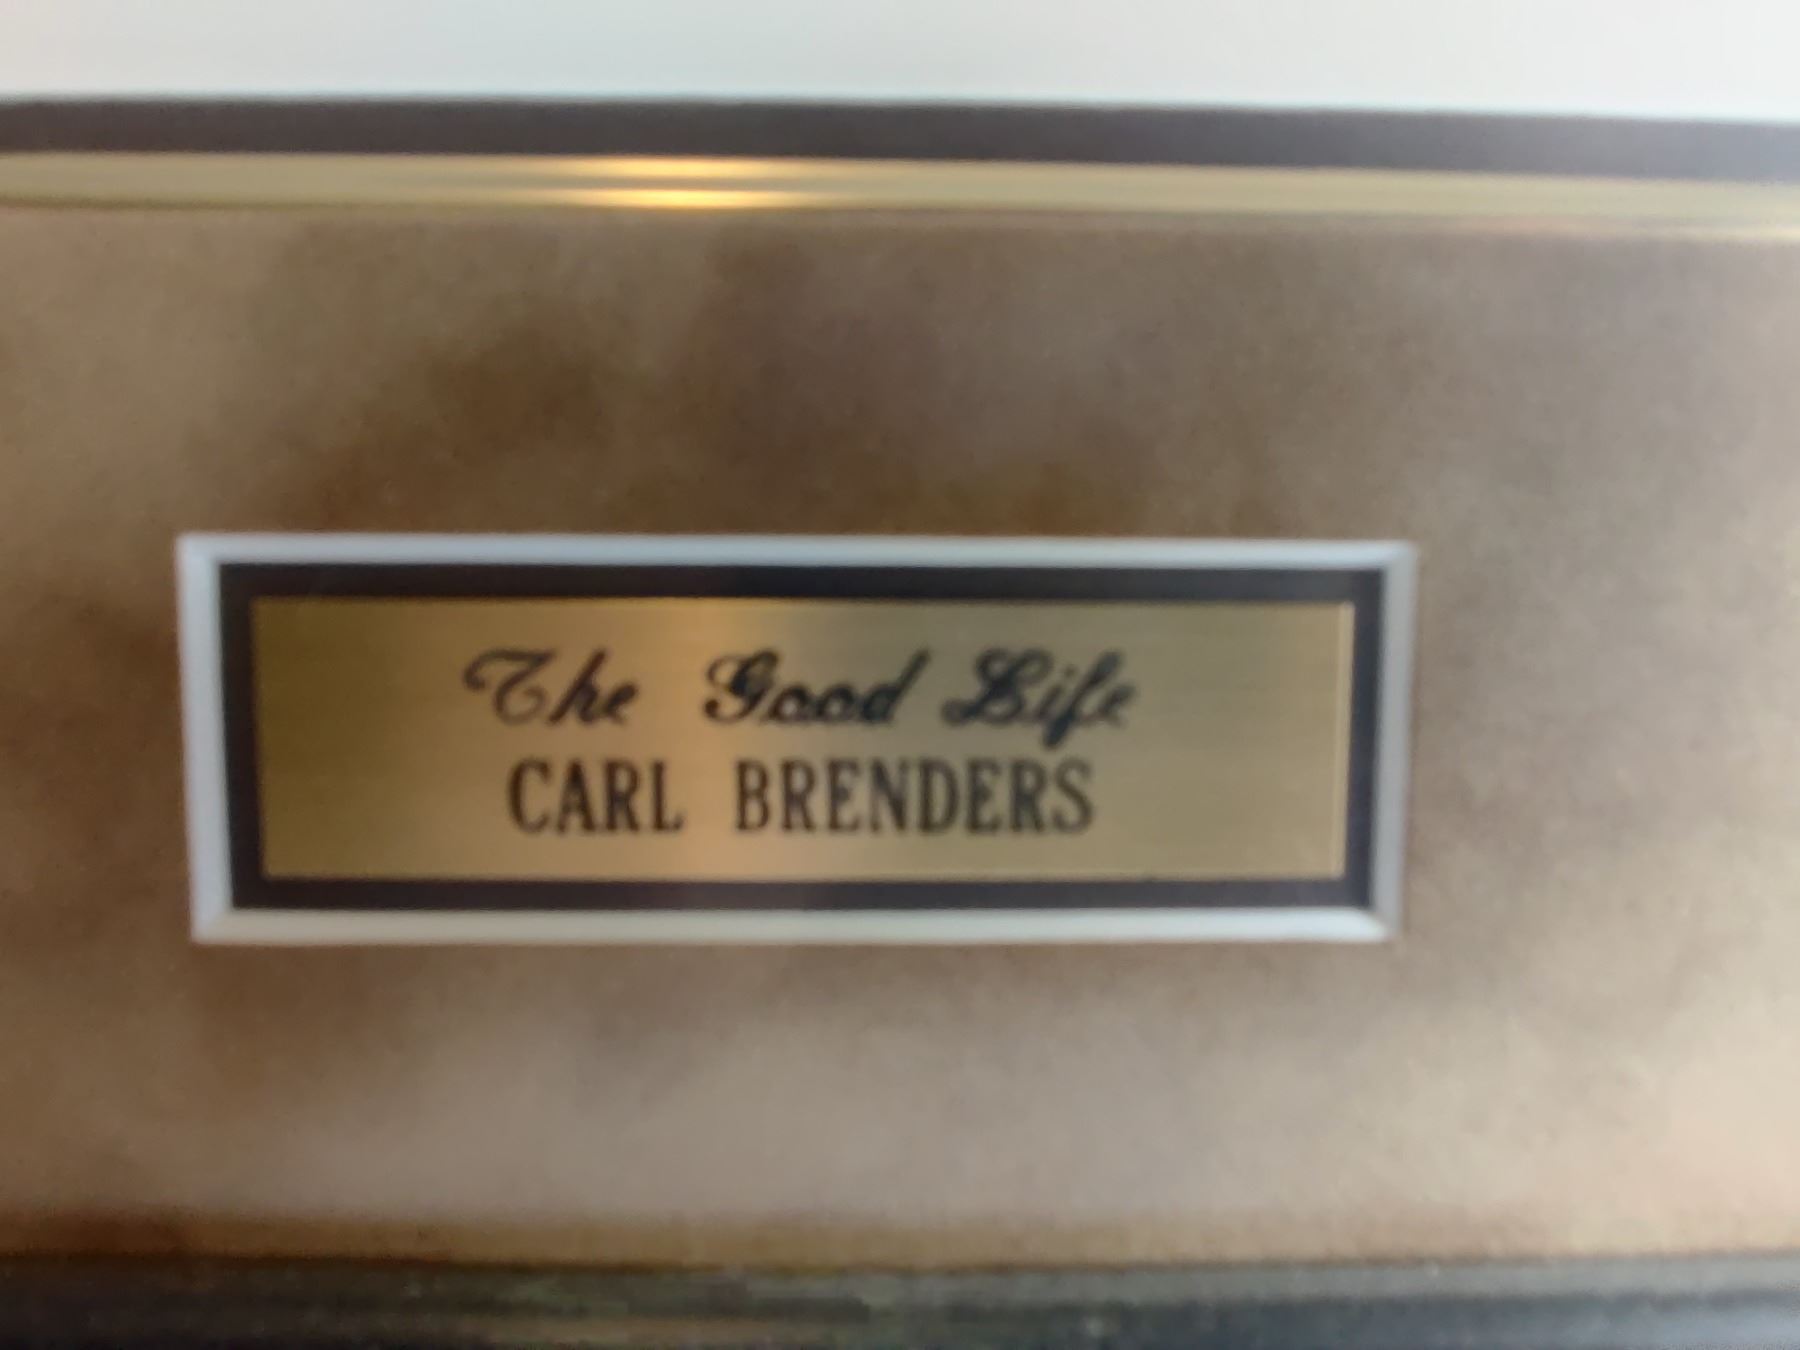 The Good Life
CARL BRENDERS